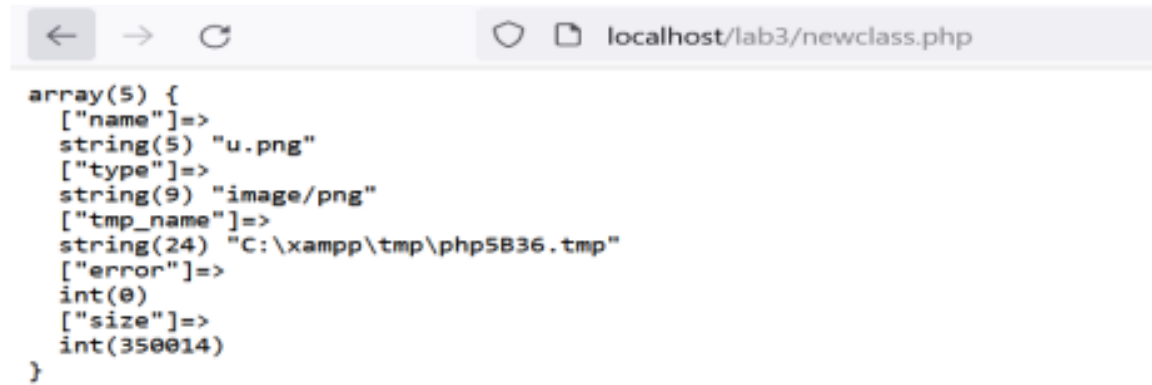 localhost/lab3/newclass.php
array(5) {
  ["name"]=>
  string(5) "u.png"
  ["type"]=>
  string(9) "image/png"
  ["tmp_name"]=>
  string(24) "C:\xampp\tmp\php5B36.tmp"
  ["error"]=>
  int(0)
  ["size"]=>
  int(350014)
}